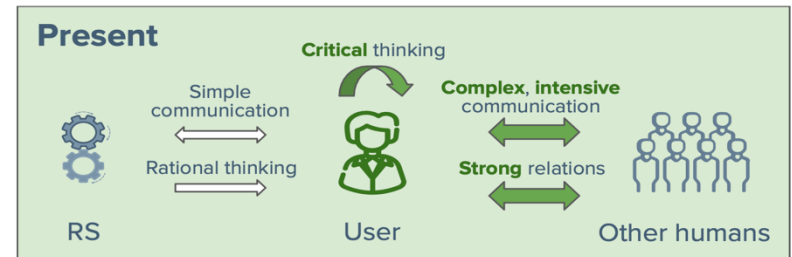 Present
Critical thinking
Simple
communication
Complex, intensive
communication
Rational thinking
Strong relations
RS
User
Other humans